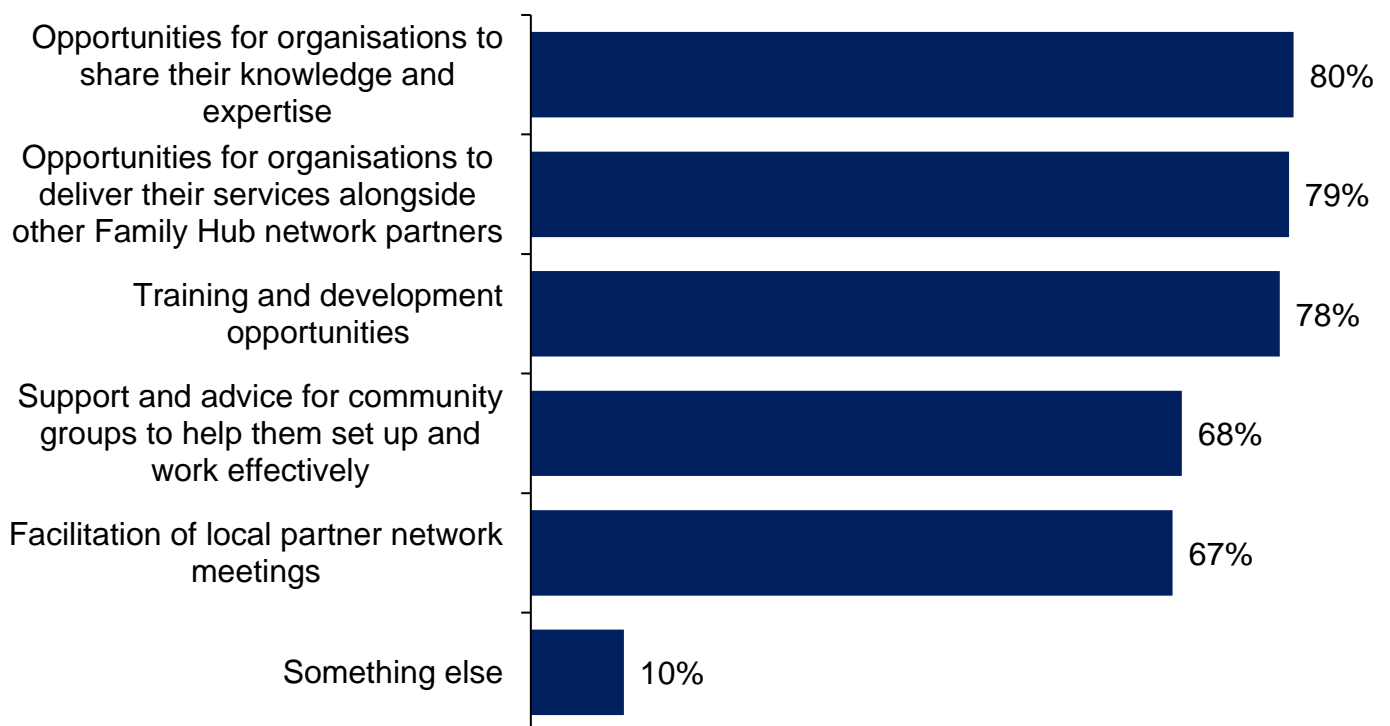 Opportunities for organisations to
share their knowledge and
expertise
80%
Opportunities for organisations to
deliver their services alongside
other Family Hub network partners
79%
Training and development
opportunities
78%
Support and advice for community
groups to help them set up and
work effectively
68%
Facilitation of local partner network
meetings
67%
Something else
10%